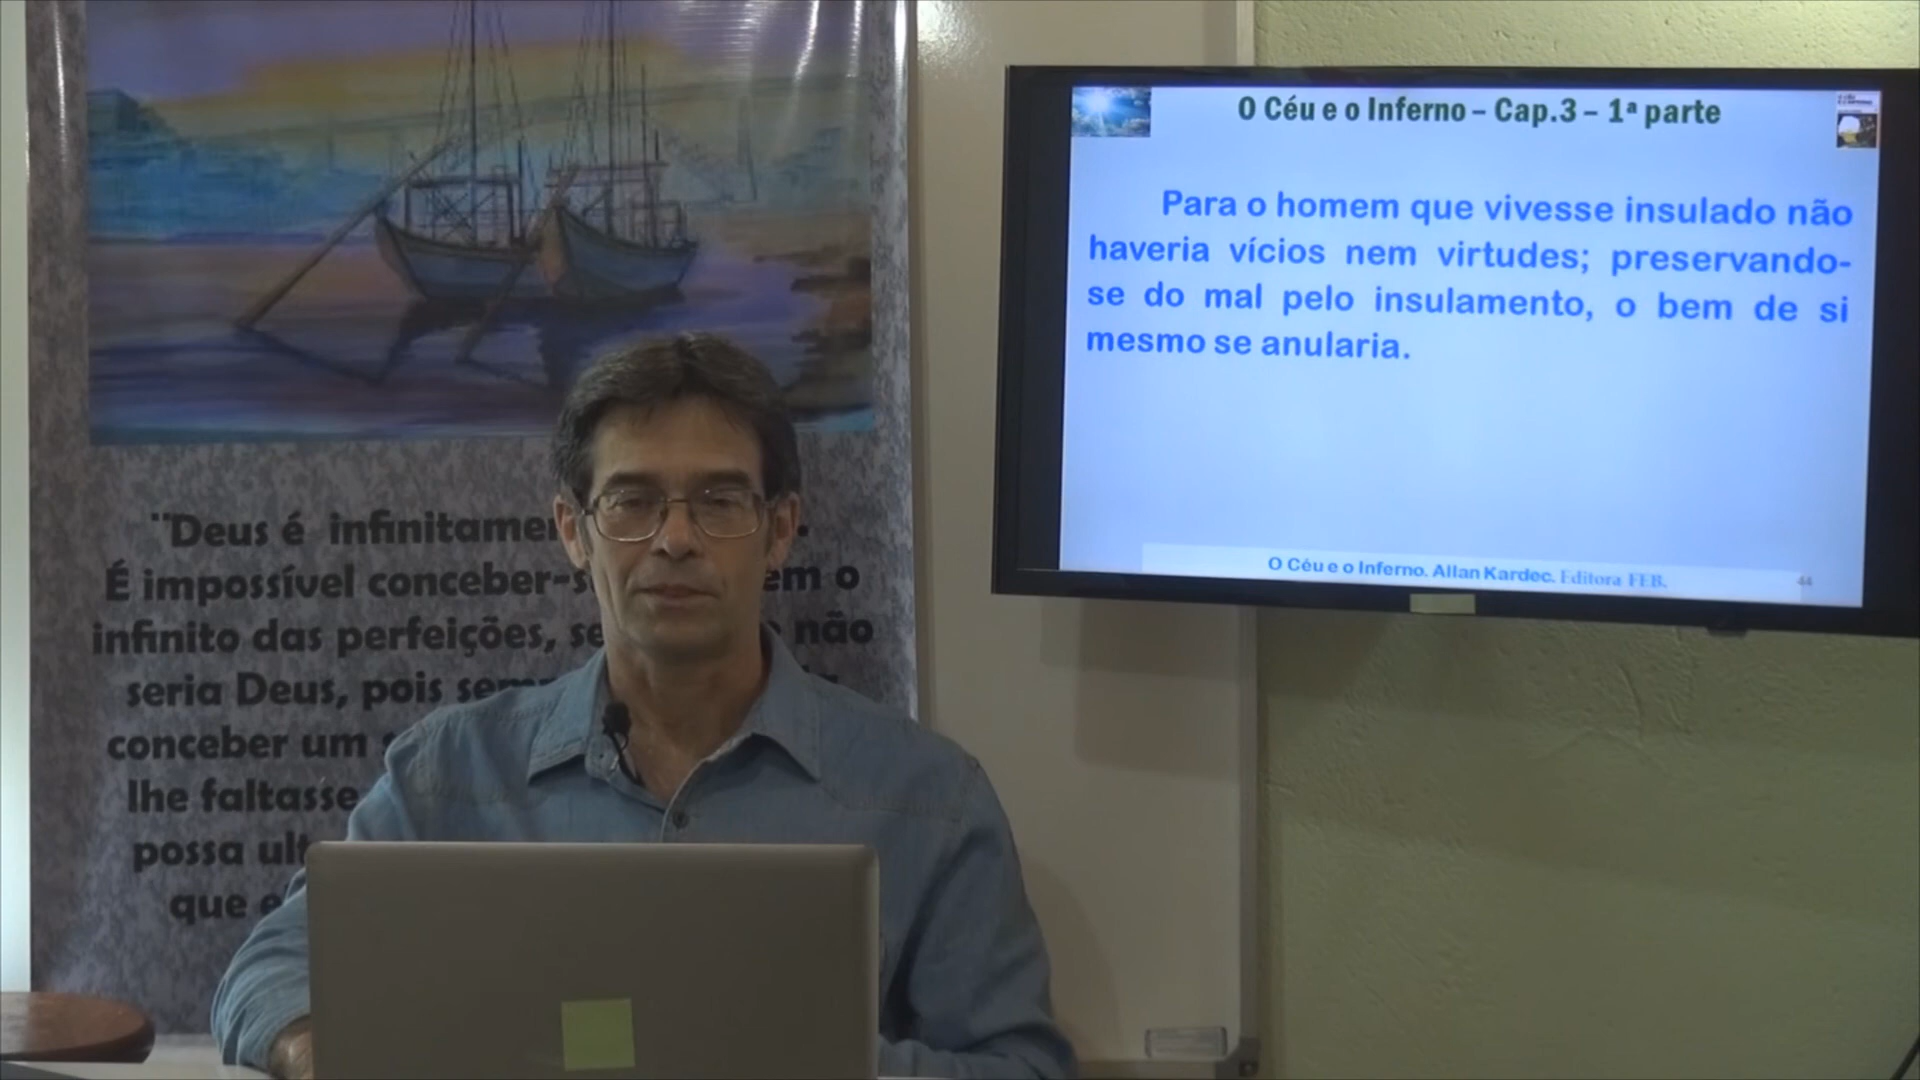 O Céu e o Inferno – Cap.3 – 1ª parte
Para o homem que vivesse insulado não
haveria vícios nem virtudes; preservando-
se do mal pelo insulamento, o bem de si
mesmo se anularia.
O Céu e o Inferno. Allan Kardec. Editora FEB.
44
¨Deus é infinitamen
É impossível conceber-s em o
infinito das perfeições, se não
seria Deus, pois sem
conceber um
lhe faltasse
possa ult
que e